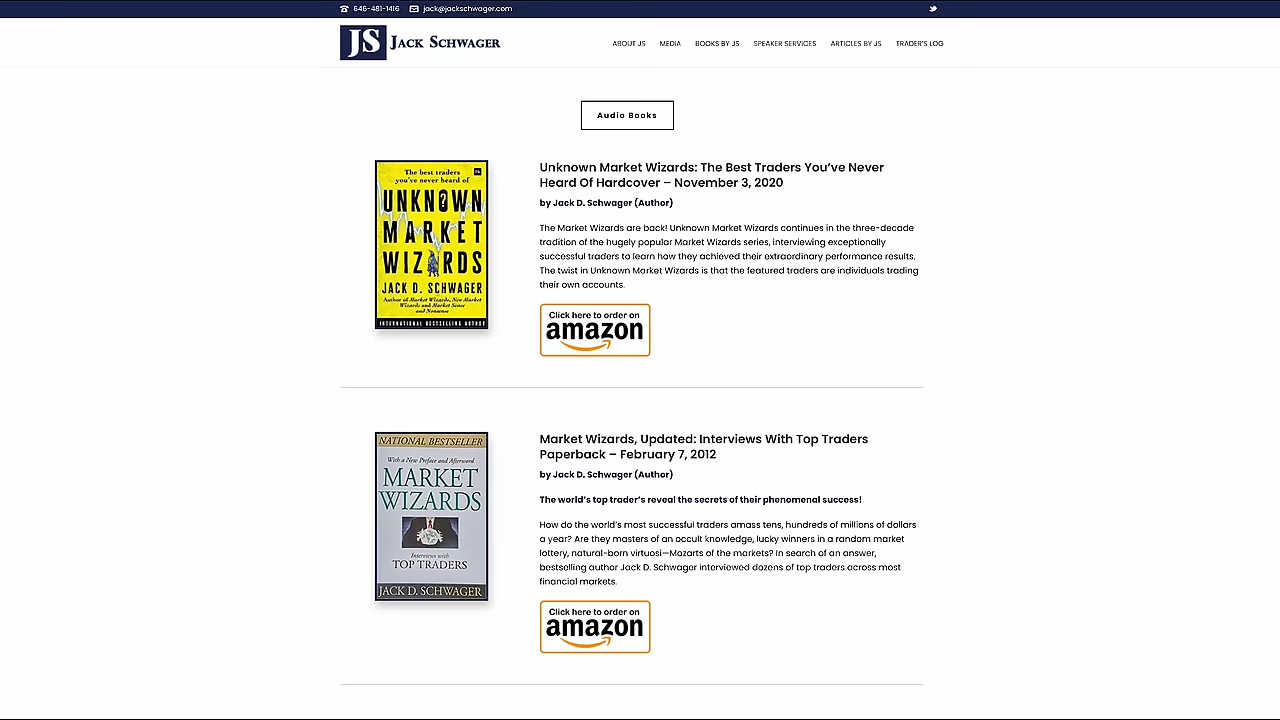 646-481-1416 jack@jackschwager.com
JS JACK SCHWAGER
ABOUT JS MEDIA BOOKS BY JS SPEAKER SERVICES ARTICLES BY JS TRADER'S LOG
Audio Books
The best traders
you've never heard of
UNKN?WN
MARKET
WIZARDS
JACK D. SCHWAGER
Author of Market Wizards, New Market
Wizards and Market Sense
and Nonsense
INTERNATIONAL BESTSELLING AUTHOR
Unknown Market Wizards: The Best Traders You've Never
Heard Of Hardcover – November 3, 2020
by Jack D. Schwager (Author)
The Market Wizards are back! Unknown Market Wizards continues in the three-decade
tradition of the hugely popular Market Wizards series, interviewing exceptionally
successful traders to learn how they achieved their extraordinary performance results.
The twist in Unknown Market Wizards is that the featured traders are individuals trading
their own accounts.
Click here to order on
amazon
NATIONAL BESTSELLER
With a New Preface and Afterword
MARKET
WIZARDS
Interviews with
TOP TRADERS
JACK D. SCHWAGER
Market Wizards, Updated: Interviews With Top Traders
Paperback – February 7, 2012
by Jack D. Schwager (Author)
The world's top trader's reveal the secrets of their phenomenal success!
How do the world's most successful traders amass tens, hundreds of millions of dollars
a year? Are they masters of an occult knowledge, lucky winners in a random market
lottery, natural-born virtuosi—Mozarts of the markets? In search of an answer,
bestselling author Jack D. Schwager interviewed dozens of top traders across most
financial markets.
Click here to order on
amazon